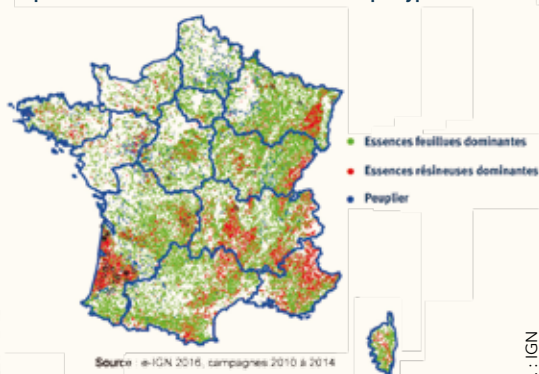 Essences feuillues dominantes
Essences résineuses dominantes
Peuplier
Source : e-IGN 2016, campagnes 2010 à 2014
: IGN